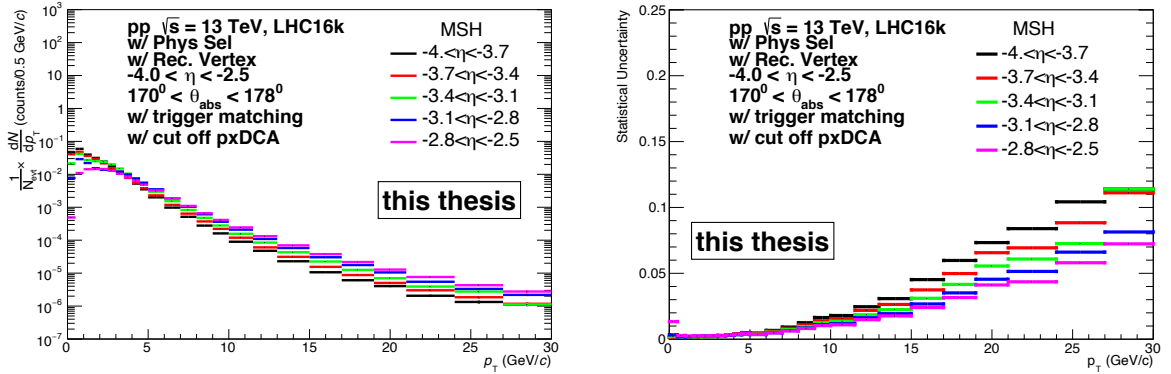 pp √s = 13 TeV, LHC16k
w/ Phys Sel
w/ Rec. Vertex
-4.0 < η < -2.5
170⁰ < θabs < 178⁰
w/ trigger matching
w/ cut off pxDCA
MSH
-4.<η<-3.7
-3.7<η<-3.4
-3.4<η<-3.1
-3.1<η<-2.8
-2.8<η<-2.5
this thesis
1/Nevt × dN/dpT (counts/0.5 GeV/c)
10³
10²
10
1
10⁻¹
10⁻²
10⁻³
10⁻⁴
10⁻⁵
10⁻⁶
10⁻⁷
0 5 10 15 20 25 30
pT (GeV/c)
pp √s = 13 TeV, LHC16k
w/ Phys Sel
w/ Rec. Vertex
-4.0 < η < -2.5
170⁰ < θabs < 178⁰
w/ trigger matching
w/ cut off pxDCA
MSH
-4.<η<-3.7
-3.7<η<-3.4
-3.4<η<-3.1
-3.1<η<-2.8
-2.8<η<-2.5
this thesis
Statistical Uncertainty
0.25
0.2
0.15
0.1
0.05
0
0 5 10 15 20 25 30
pT (GeV/c)